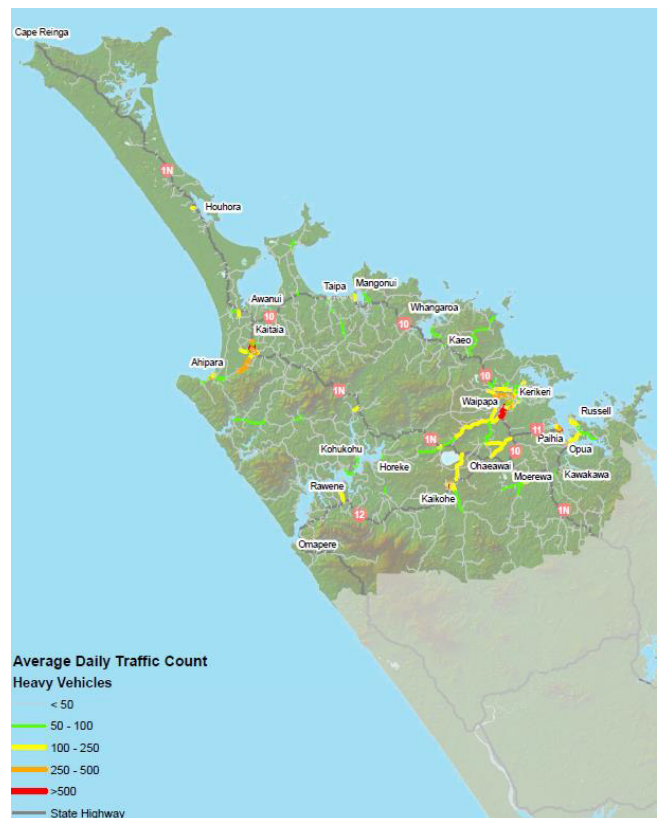 Cape Reinga
1N
Houhora
Taipa
Mangonui
Awanui
10
Whangaroa
Kaitaia
10
Kaeo
Ahipara
1N
10
Kerikeri
Waipapa
Russell
11
1N
Paihia
Kohukohu
Opua
Horeke
Ohaeawai
10
Rawene
Moerewa
Kawakawa
Kaikohe
12
1N
Omapere
Average Daily Traffic Count
Heavy Vehicles
< 50
50 - 100
100 - 250
250 - 500
>500
State Highway